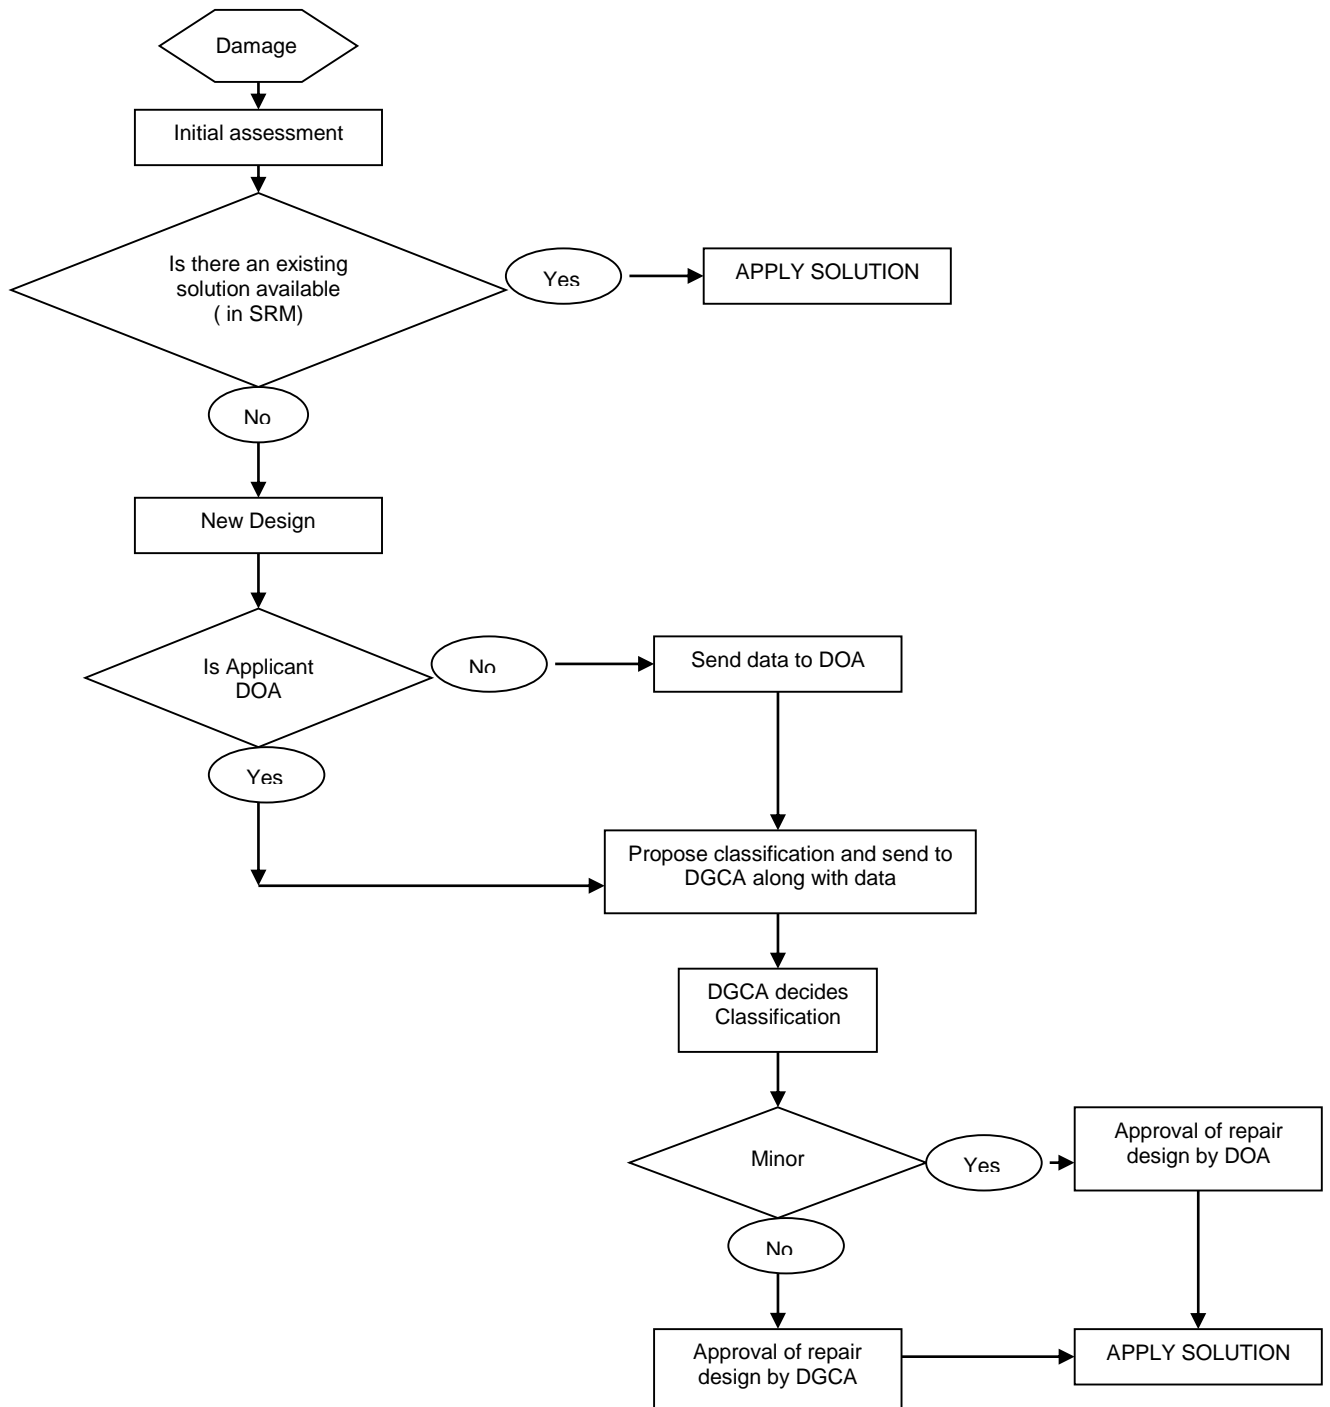 Damage
Initial assessment
Is there an existing
solution available
( in SRM)
Yes
APPLY SOLUTION
No
New Design
Is Applicant
DOA
No
Send data to DOA
Yes
Propose classification and send to
DGCA along with data
DGCA decides
Classification
Minor
Yes
Approval of repair
design by DOA
No
Approval of repair
design by DGCA
APPLY SOLUTION